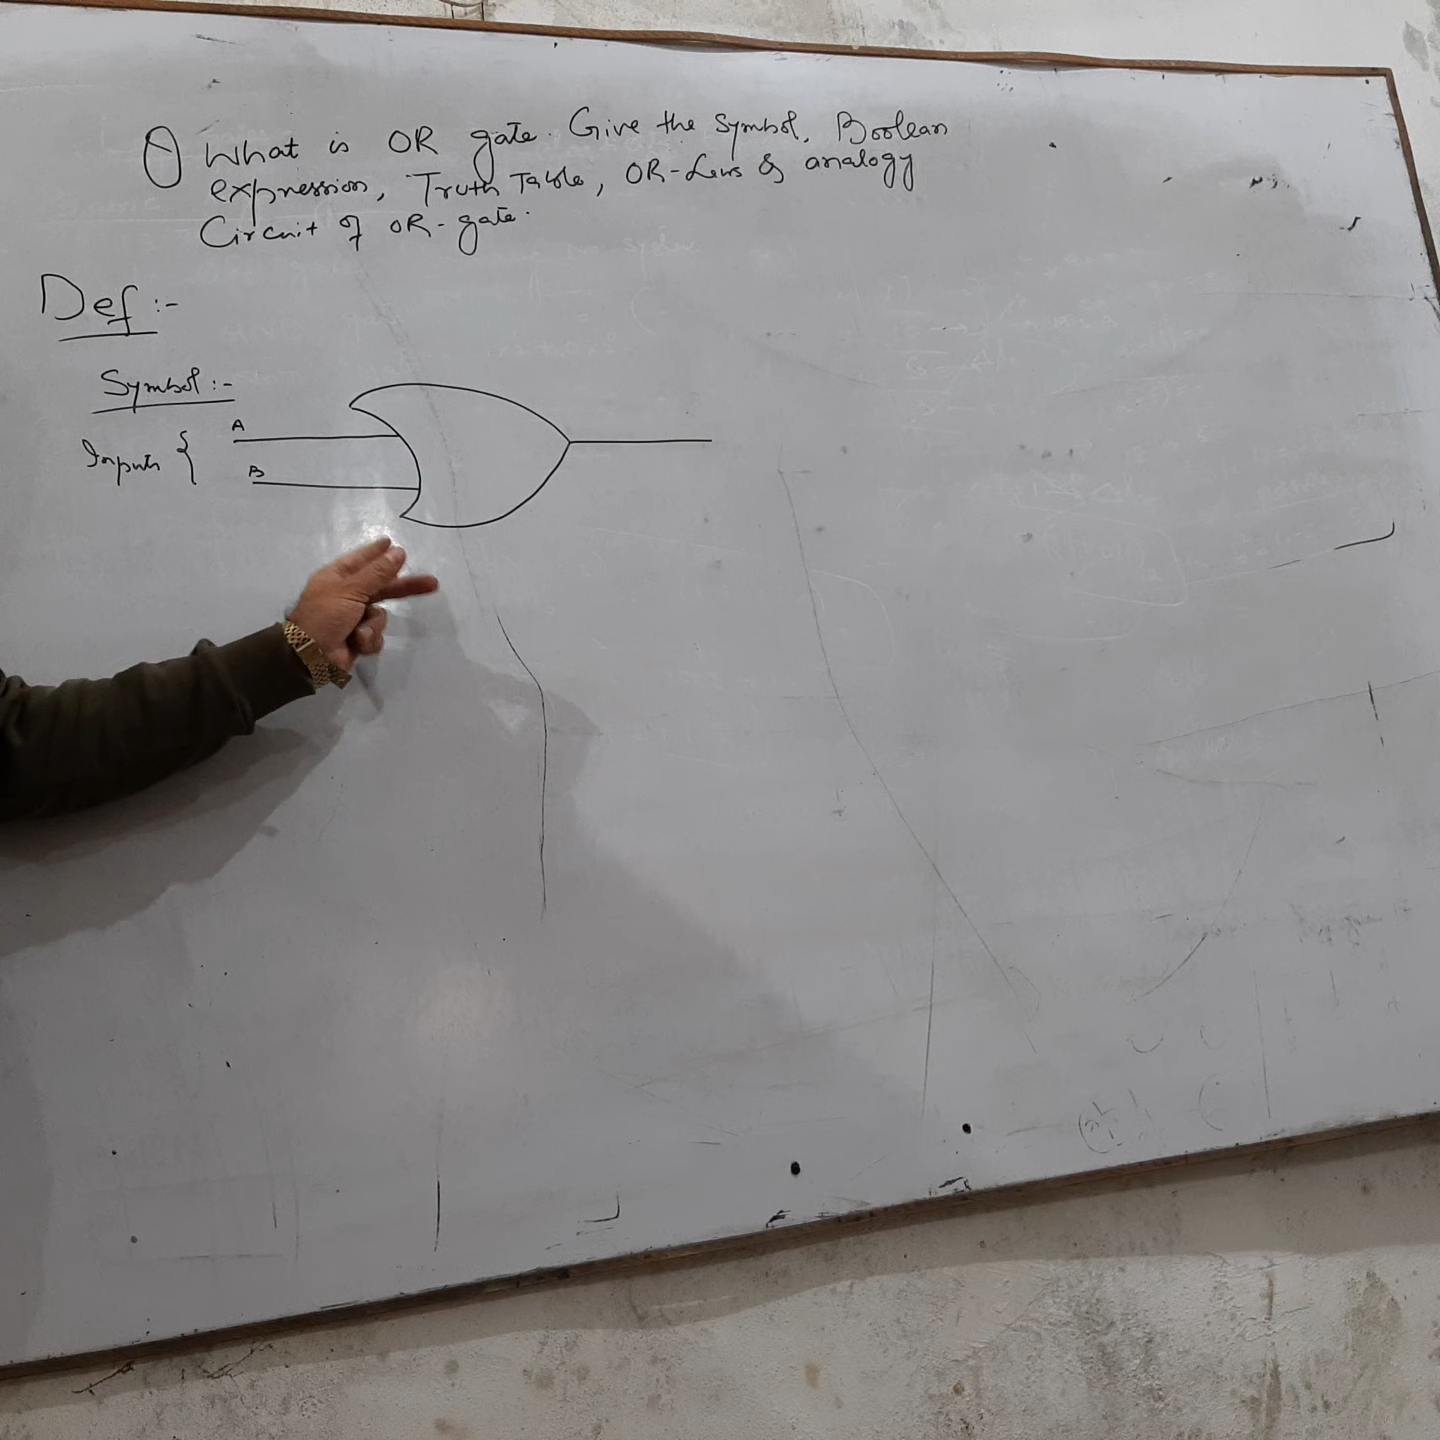 Q What is OR gate. Give the symbol, Boolean
expression, Truth Table, OR-Laws & analogy
Circuit of OR-gate.
Def :-
Symbol :-
Inputs {
A
B